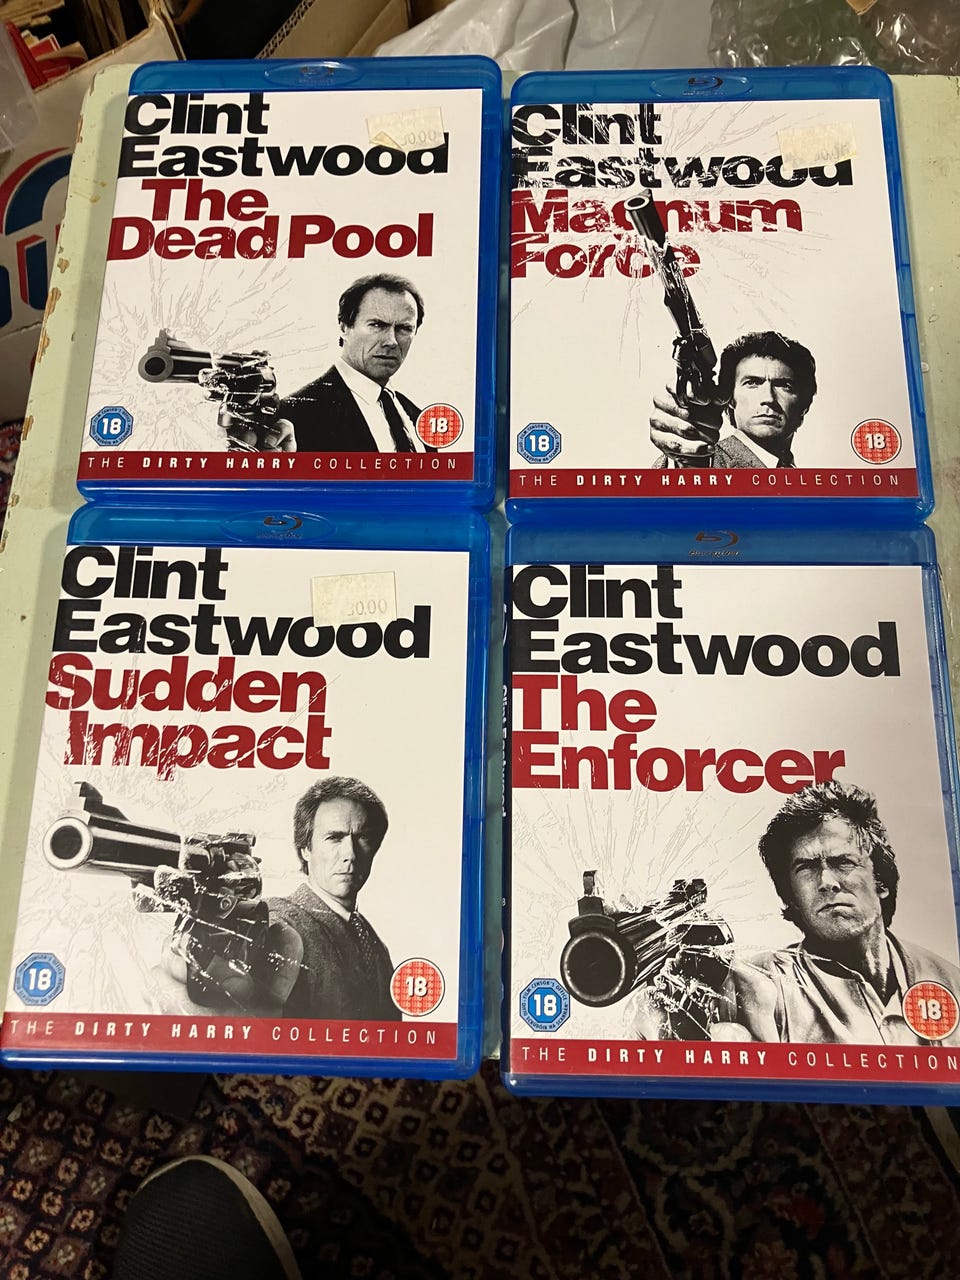 Clint
Eastwood
The
Dead Pool
18
18
THE DIRTY HARRY COLLECTION
Clint
Eastwood
Magnum
Force
18
18
THE DIRTY HARRY COLLECTION
Clint
Eastwood
Sudden
Impact
18
18
THE DIRTY HARRY COLLECTION
Clint
Eastwood
The
Enforcer
18
18
THE DIRTY HARRY COLLECTION